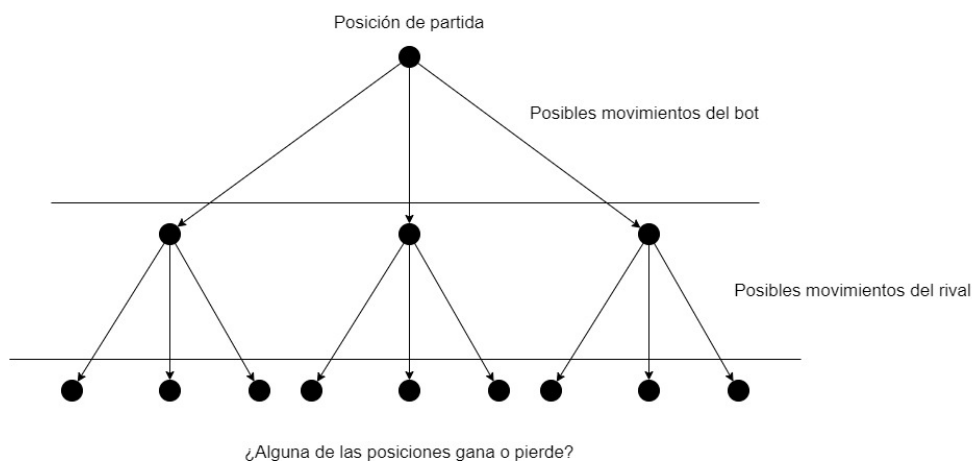 Posición de partida
Posibles movimientos del bot
Posibles movimientos del rival
¿Alguna de las posiciones gana o pierde?